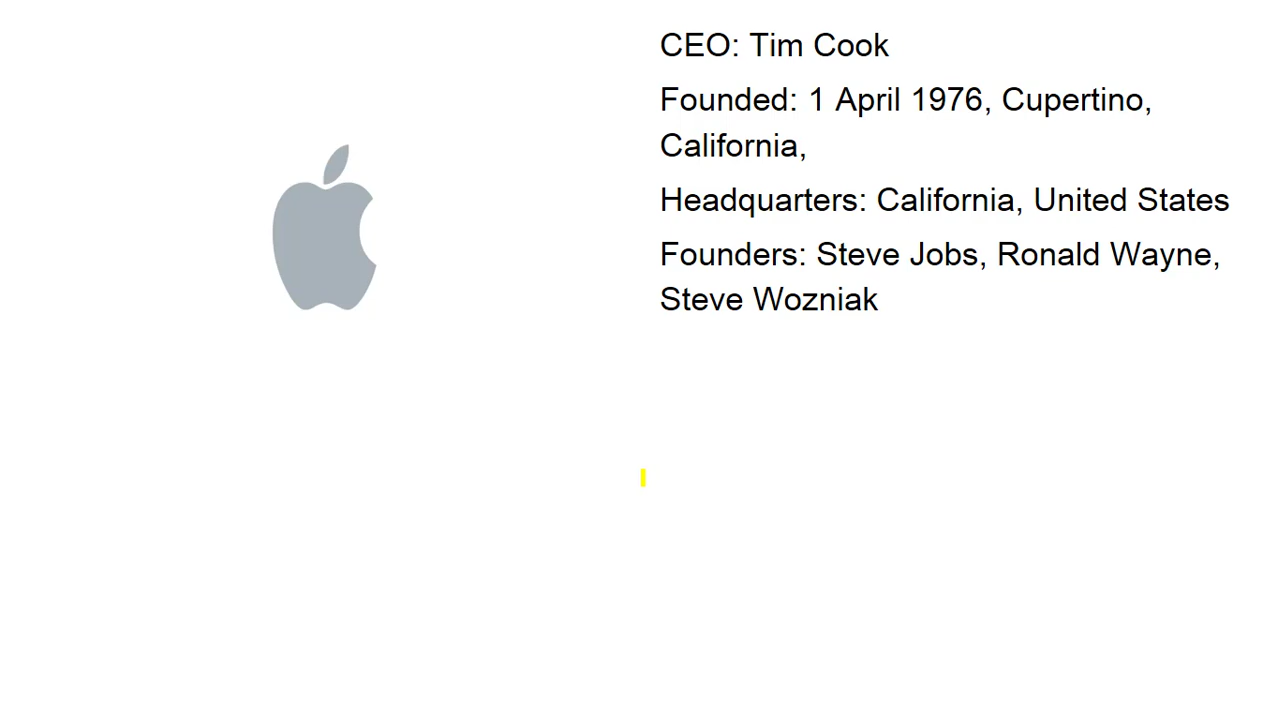 CEO: Tim Cook
Founded: 1 April 1976, Cupertino,
California,
Headquarters: California, United States
Founders: Steve Jobs, Ronald Wayne,
Steve Wozniak